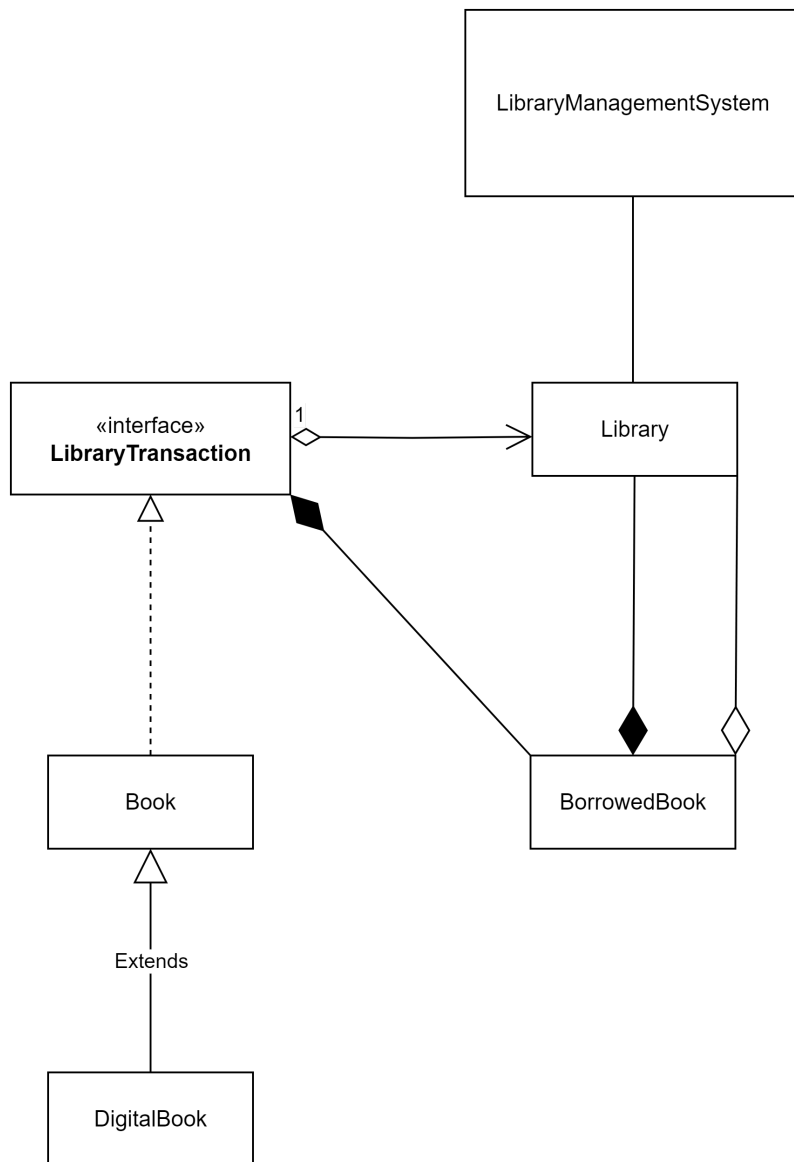 LibraryManagementSystem
«interface»
LibraryTransaction
1
Library
Book
BorrowedBook
Extends
DigitalBook